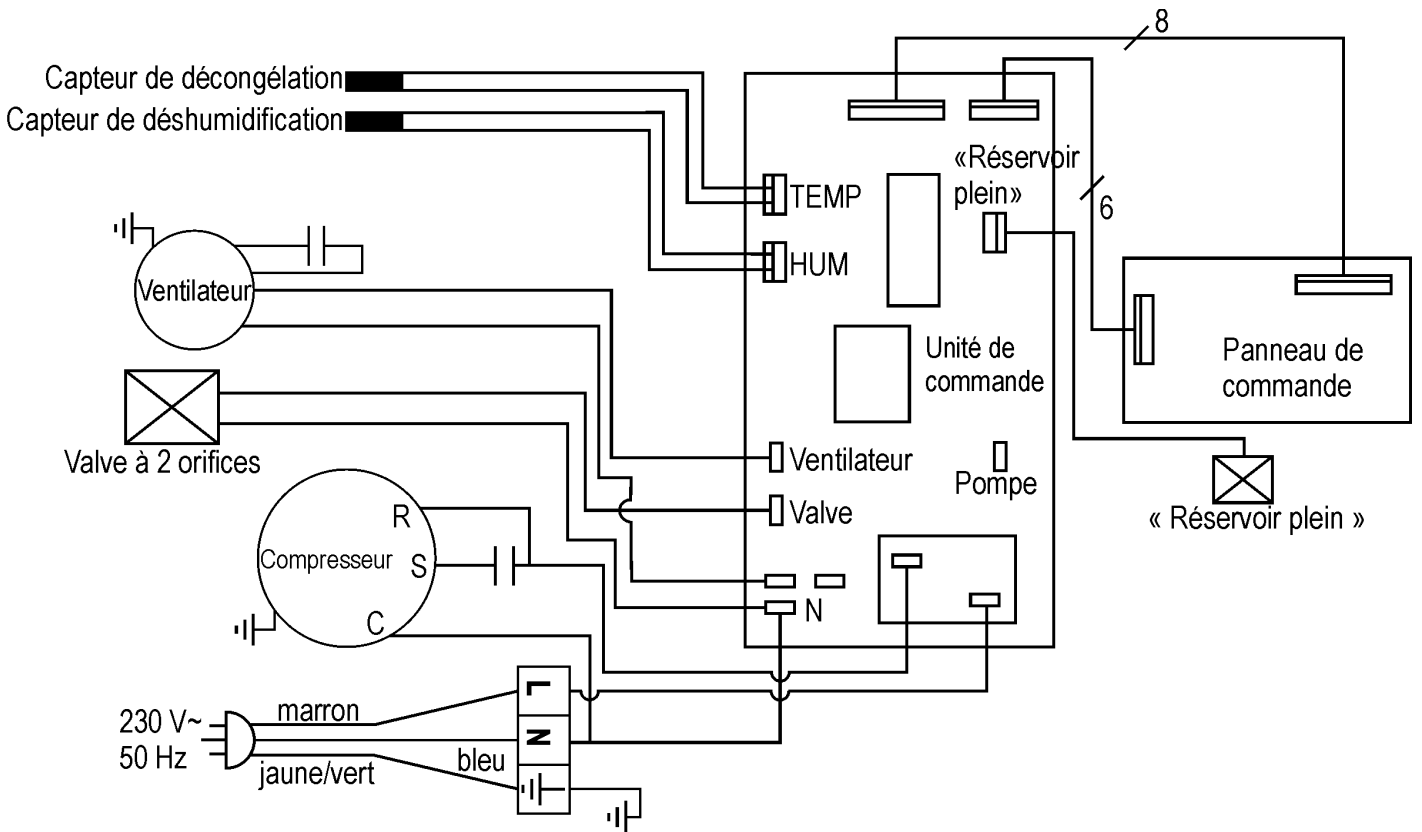 8
Capteur de décongélation
Capteur de déshumidification
«Réservoir
plein»
TEMP
6
HUM
Ventilateur
Unité de
commande
Panneau de
commande
Valve à 2 orifices
Ventilateur
Pompe
Valve
« Réservoir plein »
R
Compresseur
S
C
N
L
marron
230 V~
50 Hz
N
bleu
jaune/vert